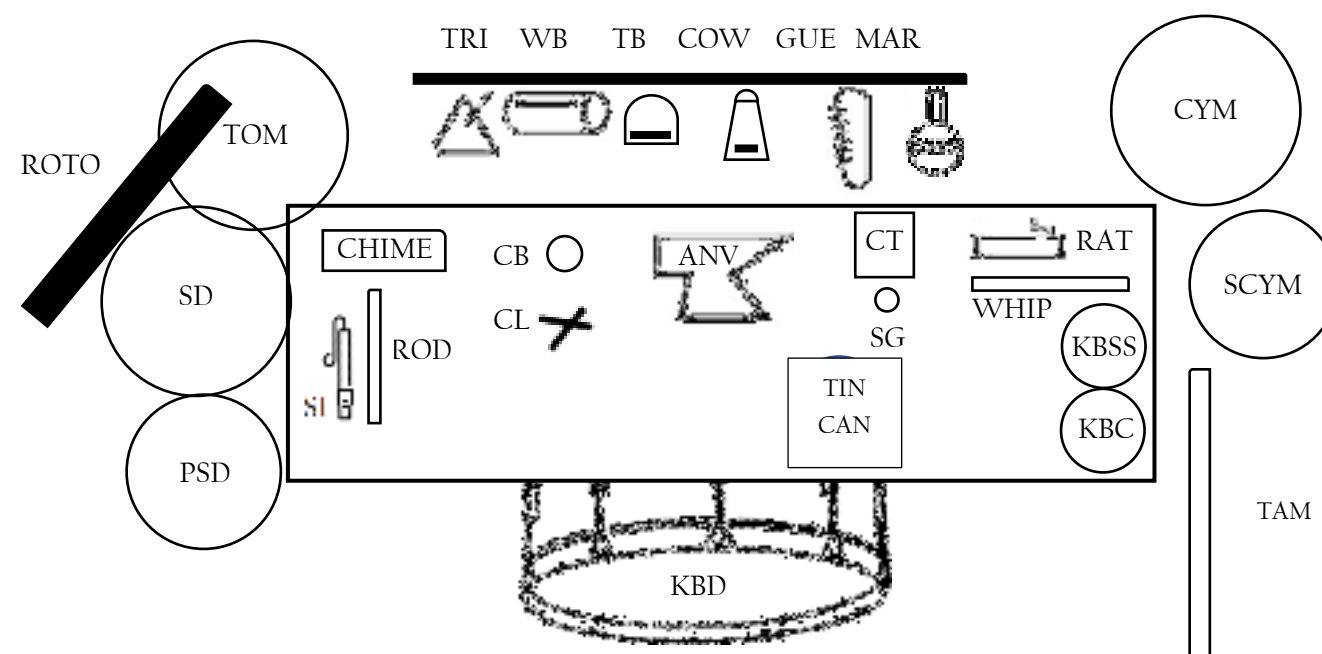 TRI WB TB COW GUE MAR
TOM
CYM
ROTO
CHIME
CB
ANV
CT
RAT
SD
SCYM
WHIP
CL
SG
ROD
KBSS
TIN
CAN
SI
KBC
PSD
TAM
KBD